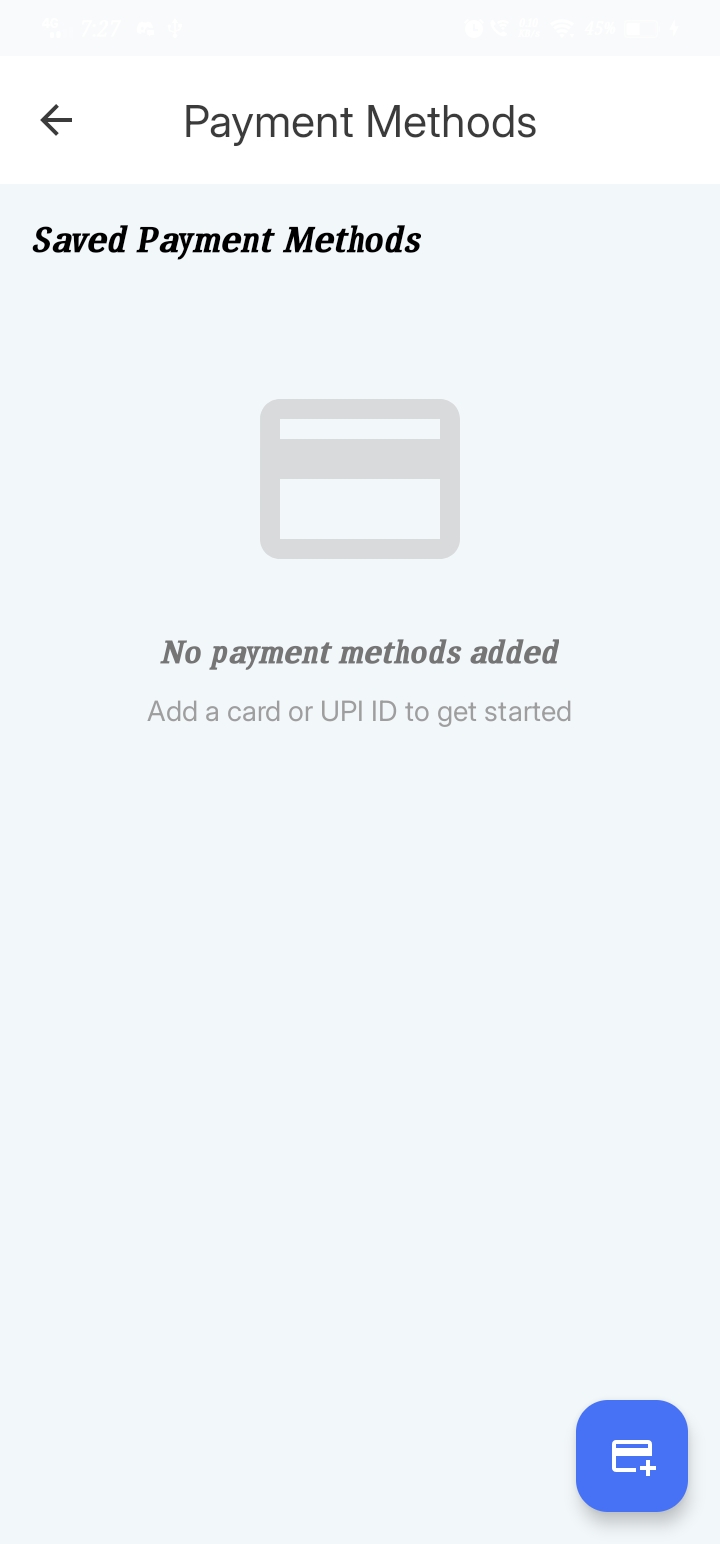 7:27
Payment Methods
Saved Payment Methods
No payment methods added
Add a card or UPI ID to get started